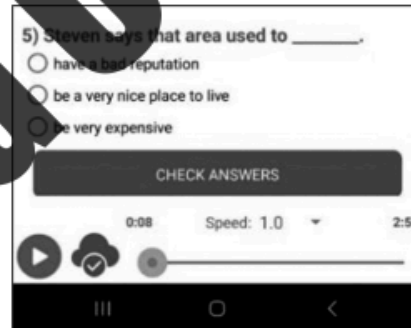 5) Steven says that area used to _______.
have a bad reputation
be a very nice place to live
be very expensive
CHECK ANSWERS
0:08 Speed: 1.0